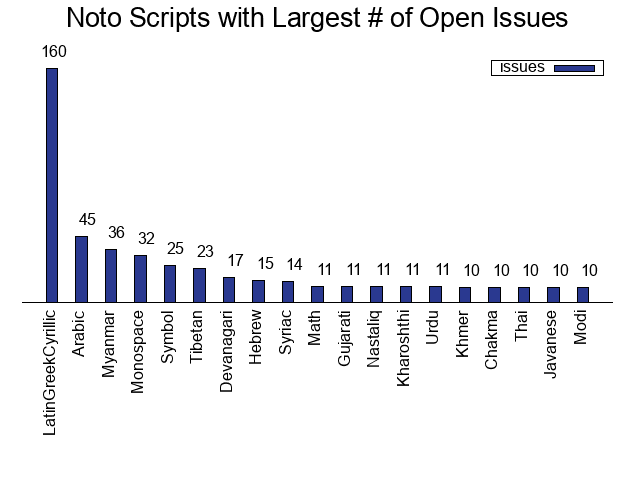 Noto Scripts with Largest # of Open Issues
issues
160
45
36
32
25
23
17
15
14
11
11
11
11
11
10
10
10
10
10
LatinGreekCyrillic
Arabic
Myanmar
Monospace
Symbol
Tibetan
Devanagari
Hebrew
Syriac
Math
Gujarati
Nastaliq
Kharoshthi
Urdu
Khmer
Chakma
Thai
Javanese
Modi